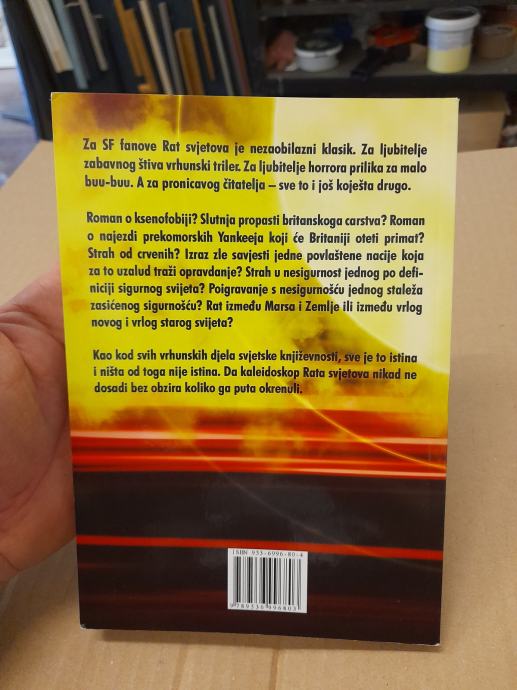 Za SF fanove Rat svjetova je nezaobilazni klasik. Za ljubitelje
zabavnog štiva vrhunski triler. Za ljubitelje horrora prilika za malo
buu-buu. A za pronicavog čitatelja – sve to i još koješta drugo.
Roman o ksenofobiji? Slutnja propasti britanskoga carstva? Roman
o najezdi prekomorskih Yankeeja koji će Britaniji oteti primat?
Strah od crvenih? Izraz zle savjesti jedne povlaštene nacije koja
za to uzalud traži opravdanje? Strah u nesigurnost jednog po defi-
niciji sigurnog svijeta? Poigravanje s nesigurnošću jednog staleža
zasićenog sigurnošću? Rat između Marsa i Zemlje ili između vrlog
novog i vrlog starog svijeta?
Kao kod svih vrhunskih djela svjetske književnosti, sve je to istina
i ništa od toga nije istina. Da kaleidoskop Rata svjetova nikad ne
dosadi bez obzira koliko ga puta okrenuli.
ISBN 953-6996-80-4
9789536996803